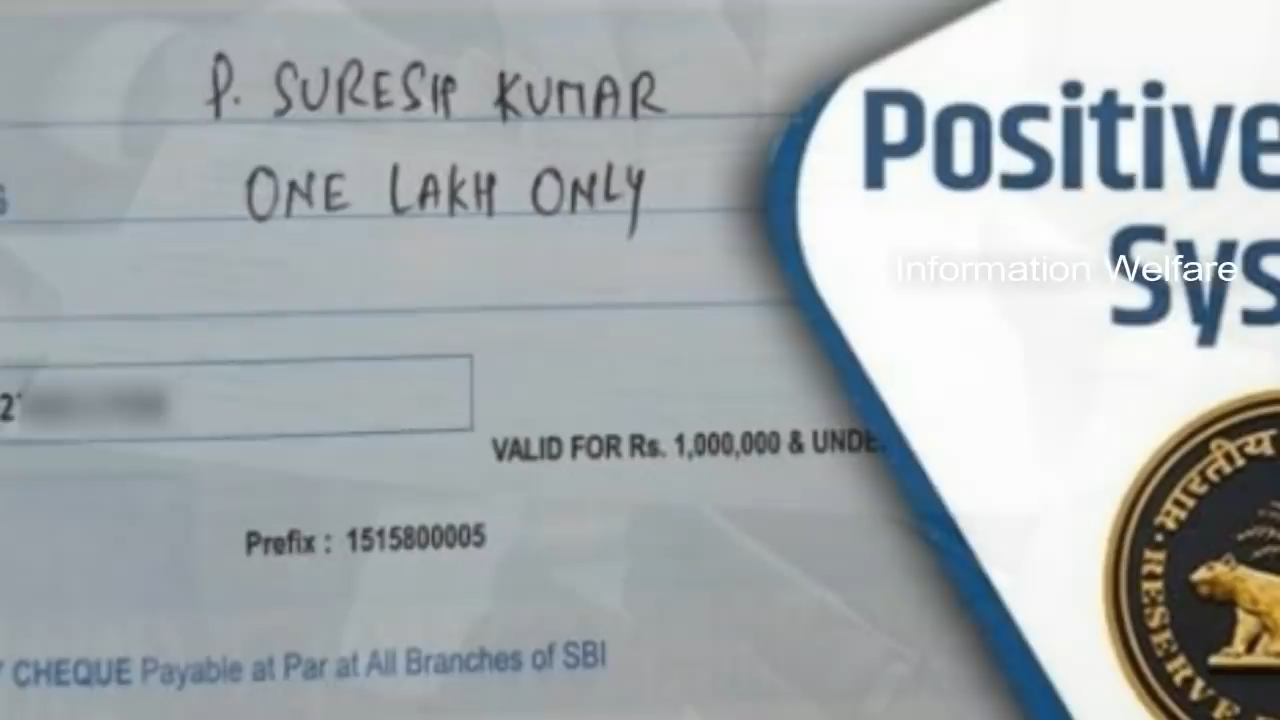 P. SURESH KUMAR
ONE LAKH ONLY
VALID FOR Rs. 1,000,000 & UNDE
Prefix : 1515800005
CHEQUE Payable at Par at All Branches of SBI
Positive
Sys
Information Welfare
भारतीय
RESERVE